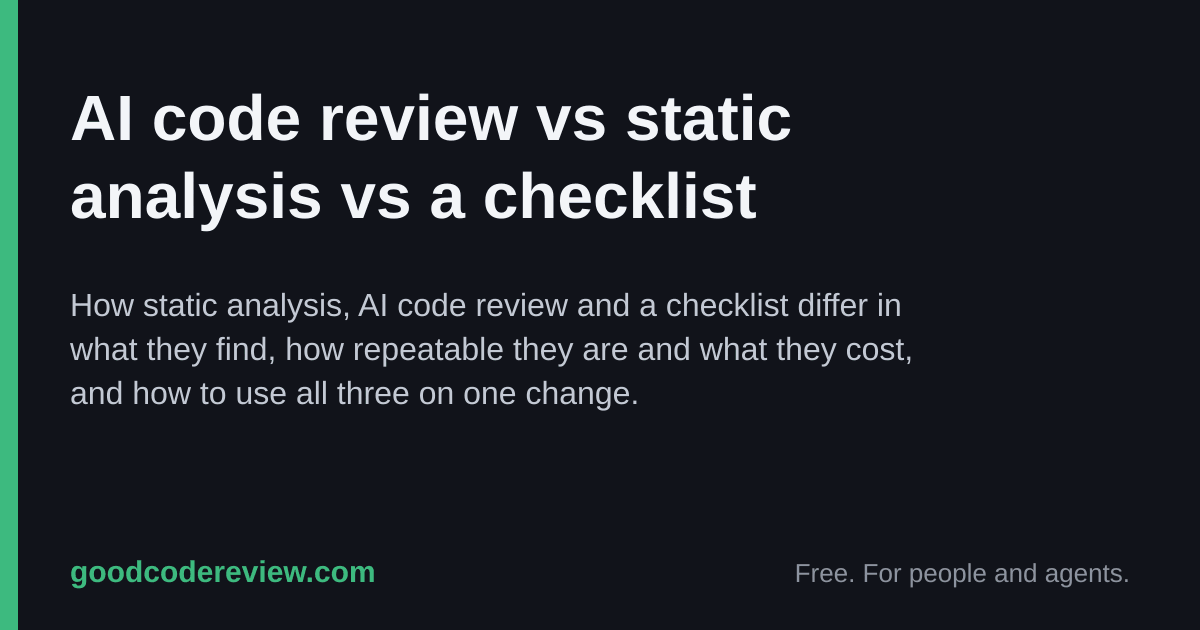 AI code review vs static
analysis vs a checklist
How static analysis, AI code review and a checklist differ in
what they find, how repeatable they are and what they cost,
and how to use all three on one change.
goodcodereview.com
Free. For people and agents.